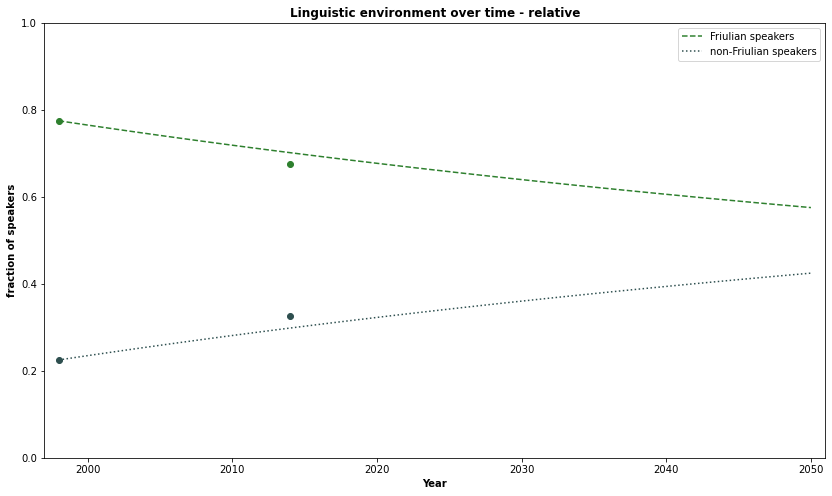 Linguistic environment over time - relative
Friulian speakers
non-Friulian speakers
fraction of speakers
1.0
0.8
0.6
0.4
0.2
0.0
2000 2010 2020 2030 2040 2050
Year